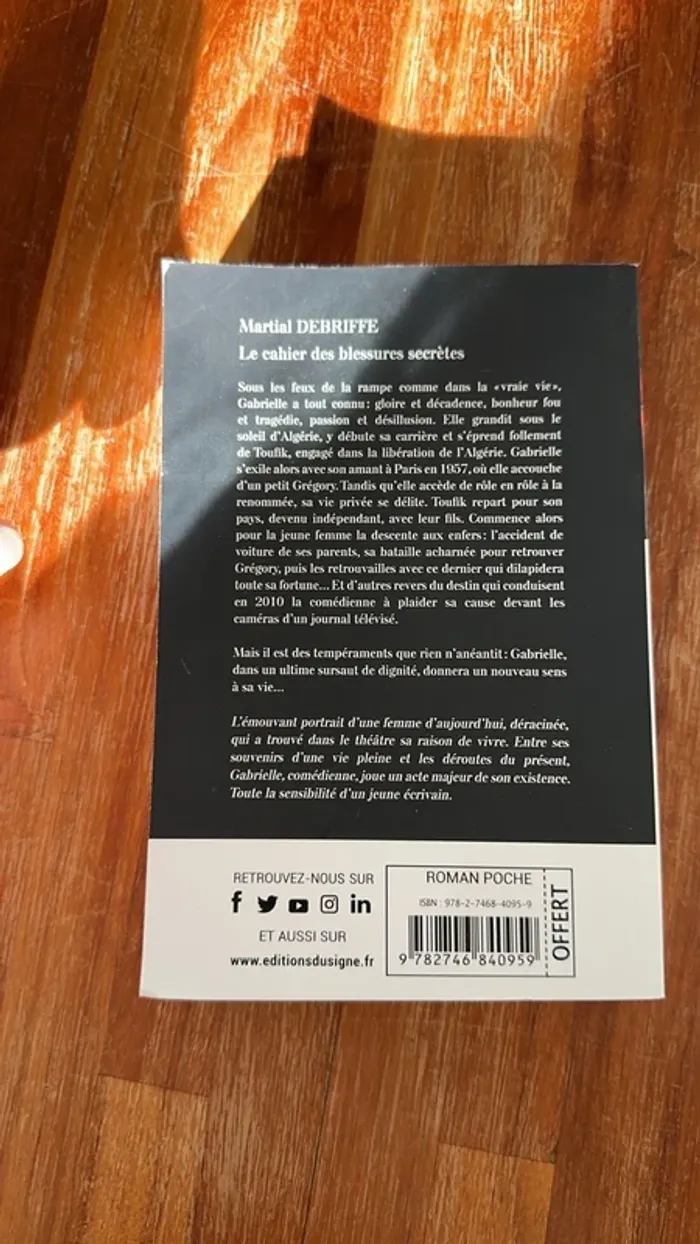 Martial DEBRIFFE
Le cahier des blessures secrètes
Sous les feux de la rampe comme dans la «vraie vie»,
Gabrielle a tout connu : gloire et décadence, bonheur fou
et tragédie, passion et désillusion. Elle grandit sous le
soleil d'Algérie, y débute sa carrière et s'éprend follement
de Toufik, engagé dans la libération de l'Algérie. Gabrielle
s'exile alors avec son amant à Paris en 1957, où elle accouche
d'un petit Grégory. Tandis qu'elle accède de rôle en rôle à la
renommée, sa vie privée se délite. Toufik repart pour son
pays, devenu indépendant, avec leur fils. Commence alors
pour la jeune femme la descente aux enfers : l'accident de
voiture de ses parents, sa bataille acharnée pour retrouver
Grégory, puis les retrouvailles avec ce dernier qui dilapidera
toute sa fortune... Et d'autres revers du destin qui conduisent
en 2010 la comédienne à plaider sa cause devant les
caméras d'un journal télévisé.
Mais il est des tempéraments que rien n'anéantit : Gabrielle,
dans un ultime sursaut de dignité, donnera un nouveau sens
à sa vie...
L'émouvant portrait d'une femme d'aujourd'hui, déracinée,
qui a trouvé dans le théâtre sa raison de vivre. Entre ses
souvenirs d'une vie pleine et les déroutes du présent,
Gabrielle, comédienne, joue un acte majeur de son existence.
Toute la sensibilité d'un jeune écrivain.
RETROUVEZ-NOUS SUR
ET AUSSI SUR
www.editionsdusigne.fr
ROMAN POCHE
ISBN : 978-2-7468-4095-9
9 782746 840959
OFFERT